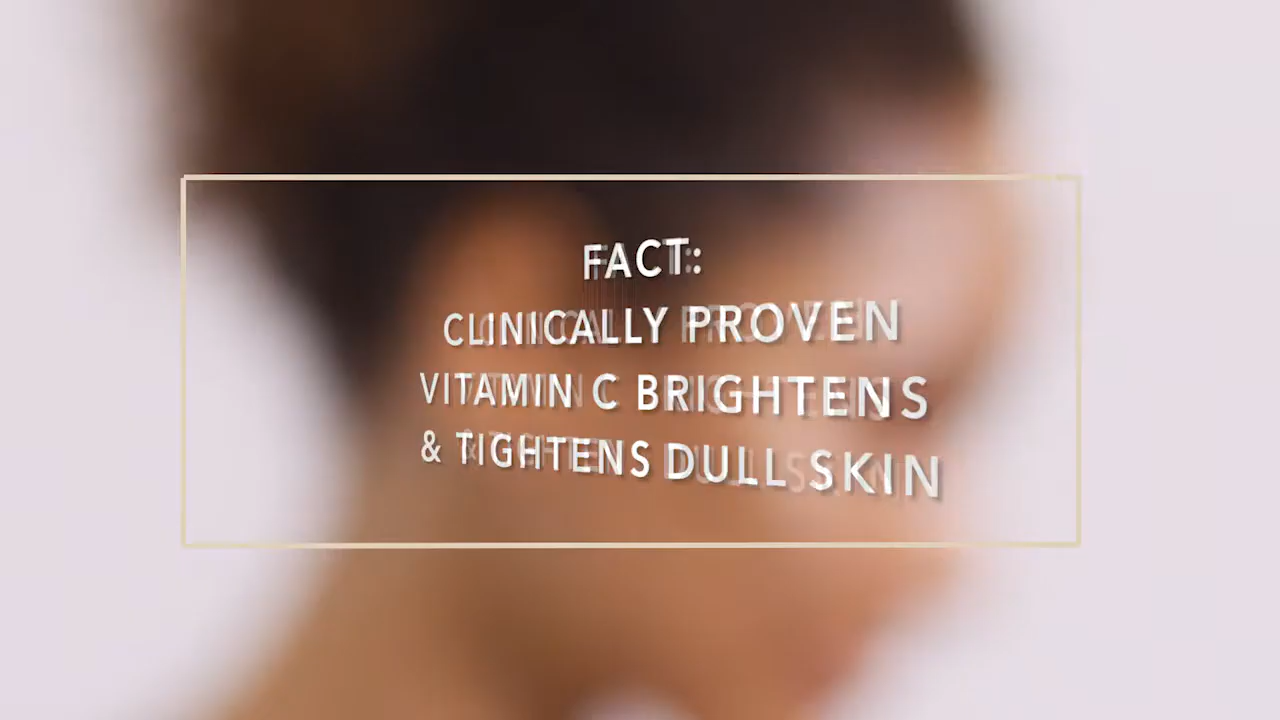 FACT:
CLINICALLY PROVEN
VITAMIN C BRIGHTENS
& TIGHTENS DULL SKIN